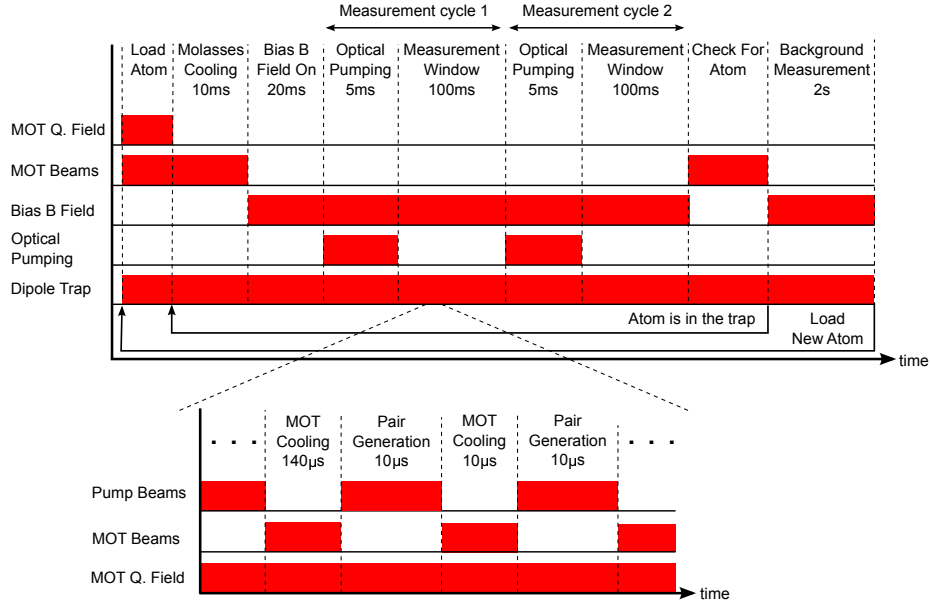 Measurement cycle 1
Measurement cycle 2
Load
Atom
Molasses
Cooling
10ms
Bias B
Field On
20ms
Optical
Pumping
5ms
Measurement
Window
100ms
Optical
Pumping
5ms
Measurement
Window
100ms
Check For
Atom
Background
Measurement
2s
MOT Q. Field
MOT Beams
Bias B Field
Optical
Pumping
Dipole Trap
Atom is in the trap
Load
New Atom
time
. . .
MOT
Cooling
140µs
Pair
Generation
10µs
MOT
Cooling
10µs
Pair
Generation
10µs
. . .
Pump Beams
MOT Beams
MOT Q. Field
time